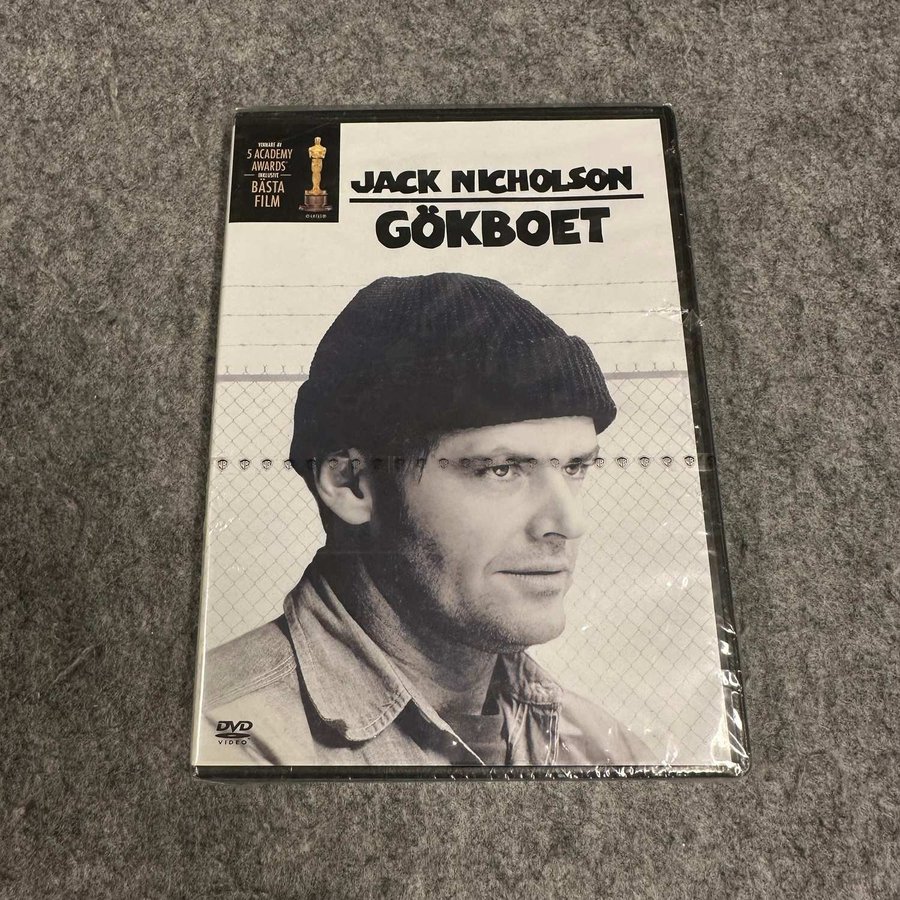 VINNARE AV
5 ACADEMY
AWARDS®
INKLUSIVE
BÄSTA
FILM
JACK NICHOLSON
GÖKBOET
DVD
VIDEO